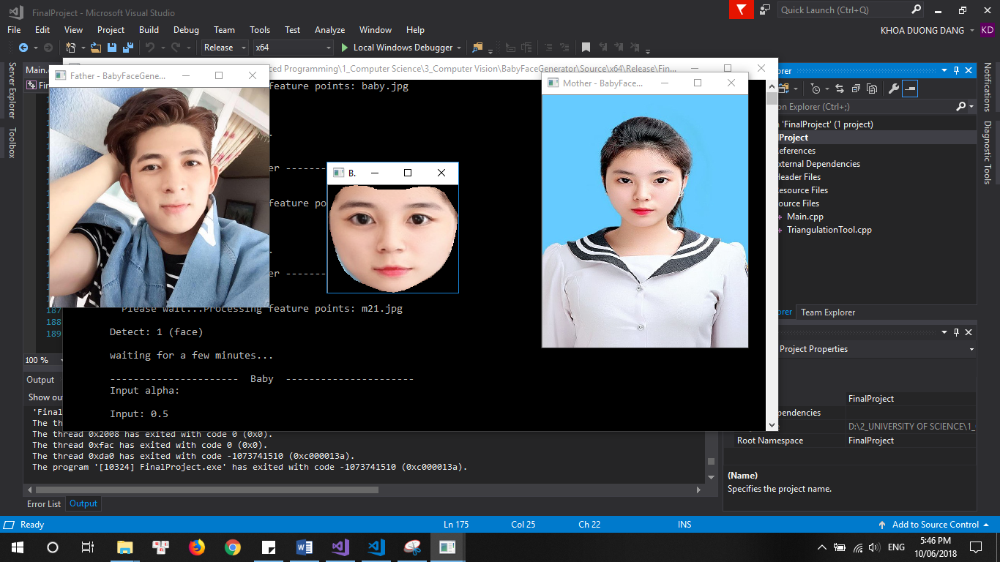 FinalProject - Microsoft Visual Studio
Quick Launch (Ctrl+Q)
File Edit View Project Build Debug Team Tools Test Analyze Window Help
KHOA DUONG DANG KD
Release x64 Local Windows Debugger
Server Explorer
Toolbox
Main.
Father - BabyFaceGene...
ced Programming\1_Computer Science\3_Computer Vision\BabyFaceGenerator\Source\x64\Release\Fin...
feature points: baby.jpg
Mother - BabyFace...
B.
er -------
feature po
er -------
Please wait...Processing feature points: m21.jpg
Detect: 1 (face)
waiting for a few minutes...
---------------------- Baby ----------------------
Input alpha:
Input: 0.5
187
188
189
100 %
orer
on Explorer (Ctrl+;)
'FinalProject' (1 project)
lProject
eferences
xternal Dependencies
eader Files
esource Files
ource Files
Main.cpp
TriangulationTool.cpp
Notifications
Diagnostic Tools
orer Team Explorer
Project Properties
FinalProject
ependencies
D:\2_UNIVERSITY OF SCIENCE\1_
Root Namespace FinalProject
(Name)
Specifies the project name.
Output
Show ou
'Final
The th
The thread 0x2008 has exited with code 0 (0x0).
The thread 0xfac has exited with code 0 (0x0).
The thread 0xda0 has exited with code -1073741510 (0xc000013a).
The program '[10324] FinalProject.exe' has exited with code -1073741510 (0xc000013a).
Error List Output
Ready Ln 175 Col 25 Ch 22 INS Add to Source Control
ENG
5:46 PM
10/06/2018